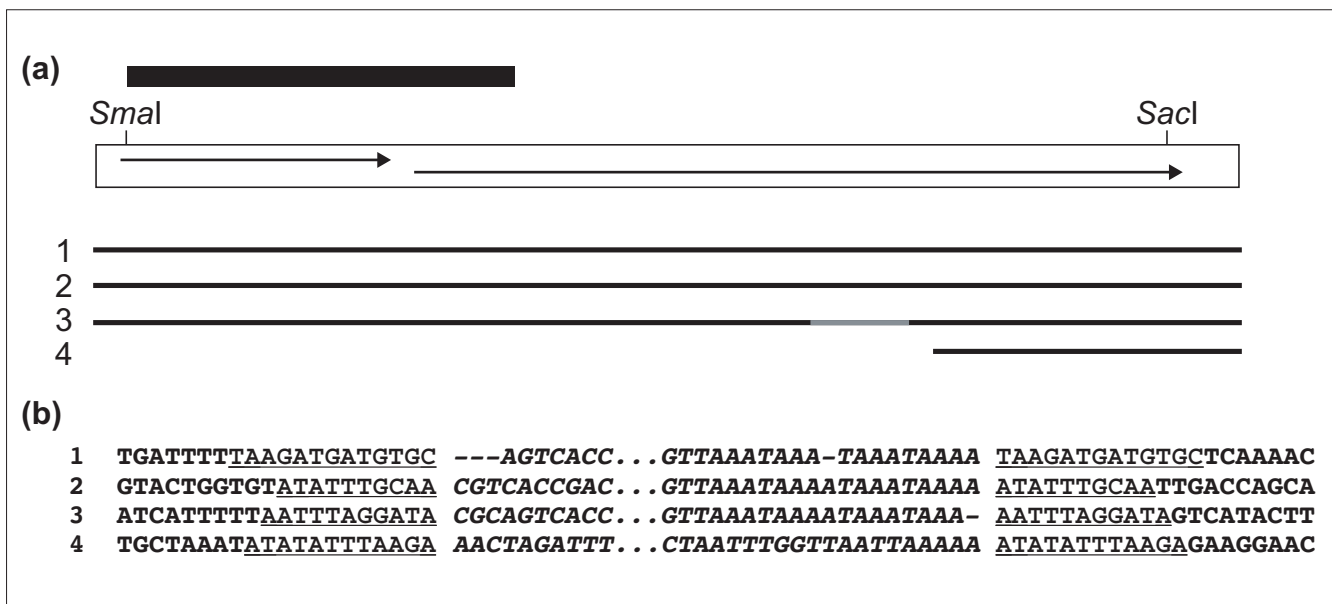 (a)
SmaI SacI
1
2
3
4
(b)
1 TGATTTTTAAGATGATGTGC ---AGTCACC...GTTAAATAAA-TAAATAAAA TAAGATGATGTGCTCAAAAC
2 GTACTGGTGTATATTTGCAA CGTCACCGAC...GTTAAATAAAATAAATAAAA ATATTTGCAATTGACCAGCA
3 ATCATTTTTAATTTAGGATA CGCAGTCACC...GTTAAATAAAATAAATAAA- AATTTAGGATAGTCATACTT
4 TGCTAAATATATATTTAAGA AACTAGATTT...CTAATTTGGTTAATTAAAAA ATATATTTAAGAGAAGGAAC